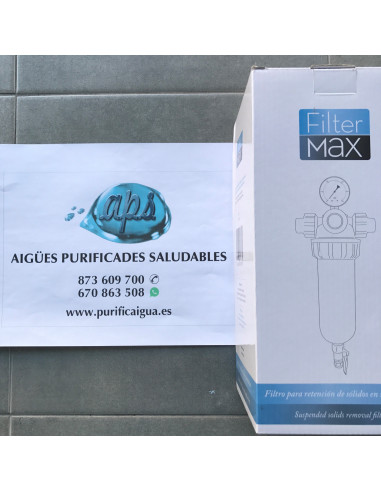 aps
AIGÜES PURIFICADES SALUDABLES
873 609 700
670 863 508
www.purificaigua.es
Filter
MAX
Filtro para retención de sólidos en
Suspended solids removal